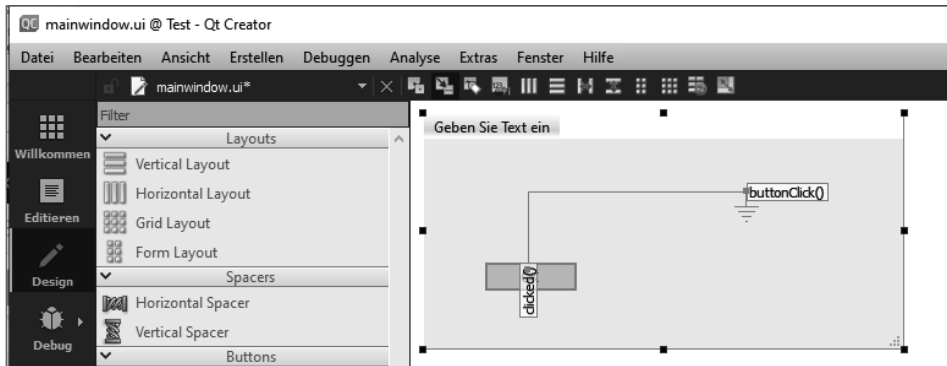 QC mainwindow.ui @ Test - Qt Creator
Datei Bearbeiten Ansicht Erstellen Debuggen Analyse Extras Fenster Hilfe
mainwindow.ui*
Willkommen
Editieren
Design
Debug
Filter
Layouts
Vertical Layout
Horizontal Layout
Grid Layout
Form Layout
Spacers
Horizontal Spacer
Vertical Spacer
Buttons
Geben Sie Text ein
buttonClick()
clicked()